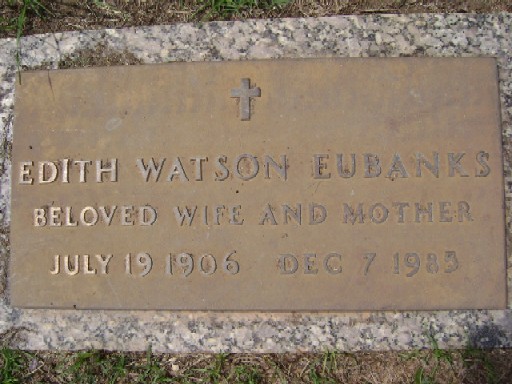 EDITH WATSON EUBANKS
BELOVED WIFE AND MOTHER
JULY 19 1906 DEC 7 1985